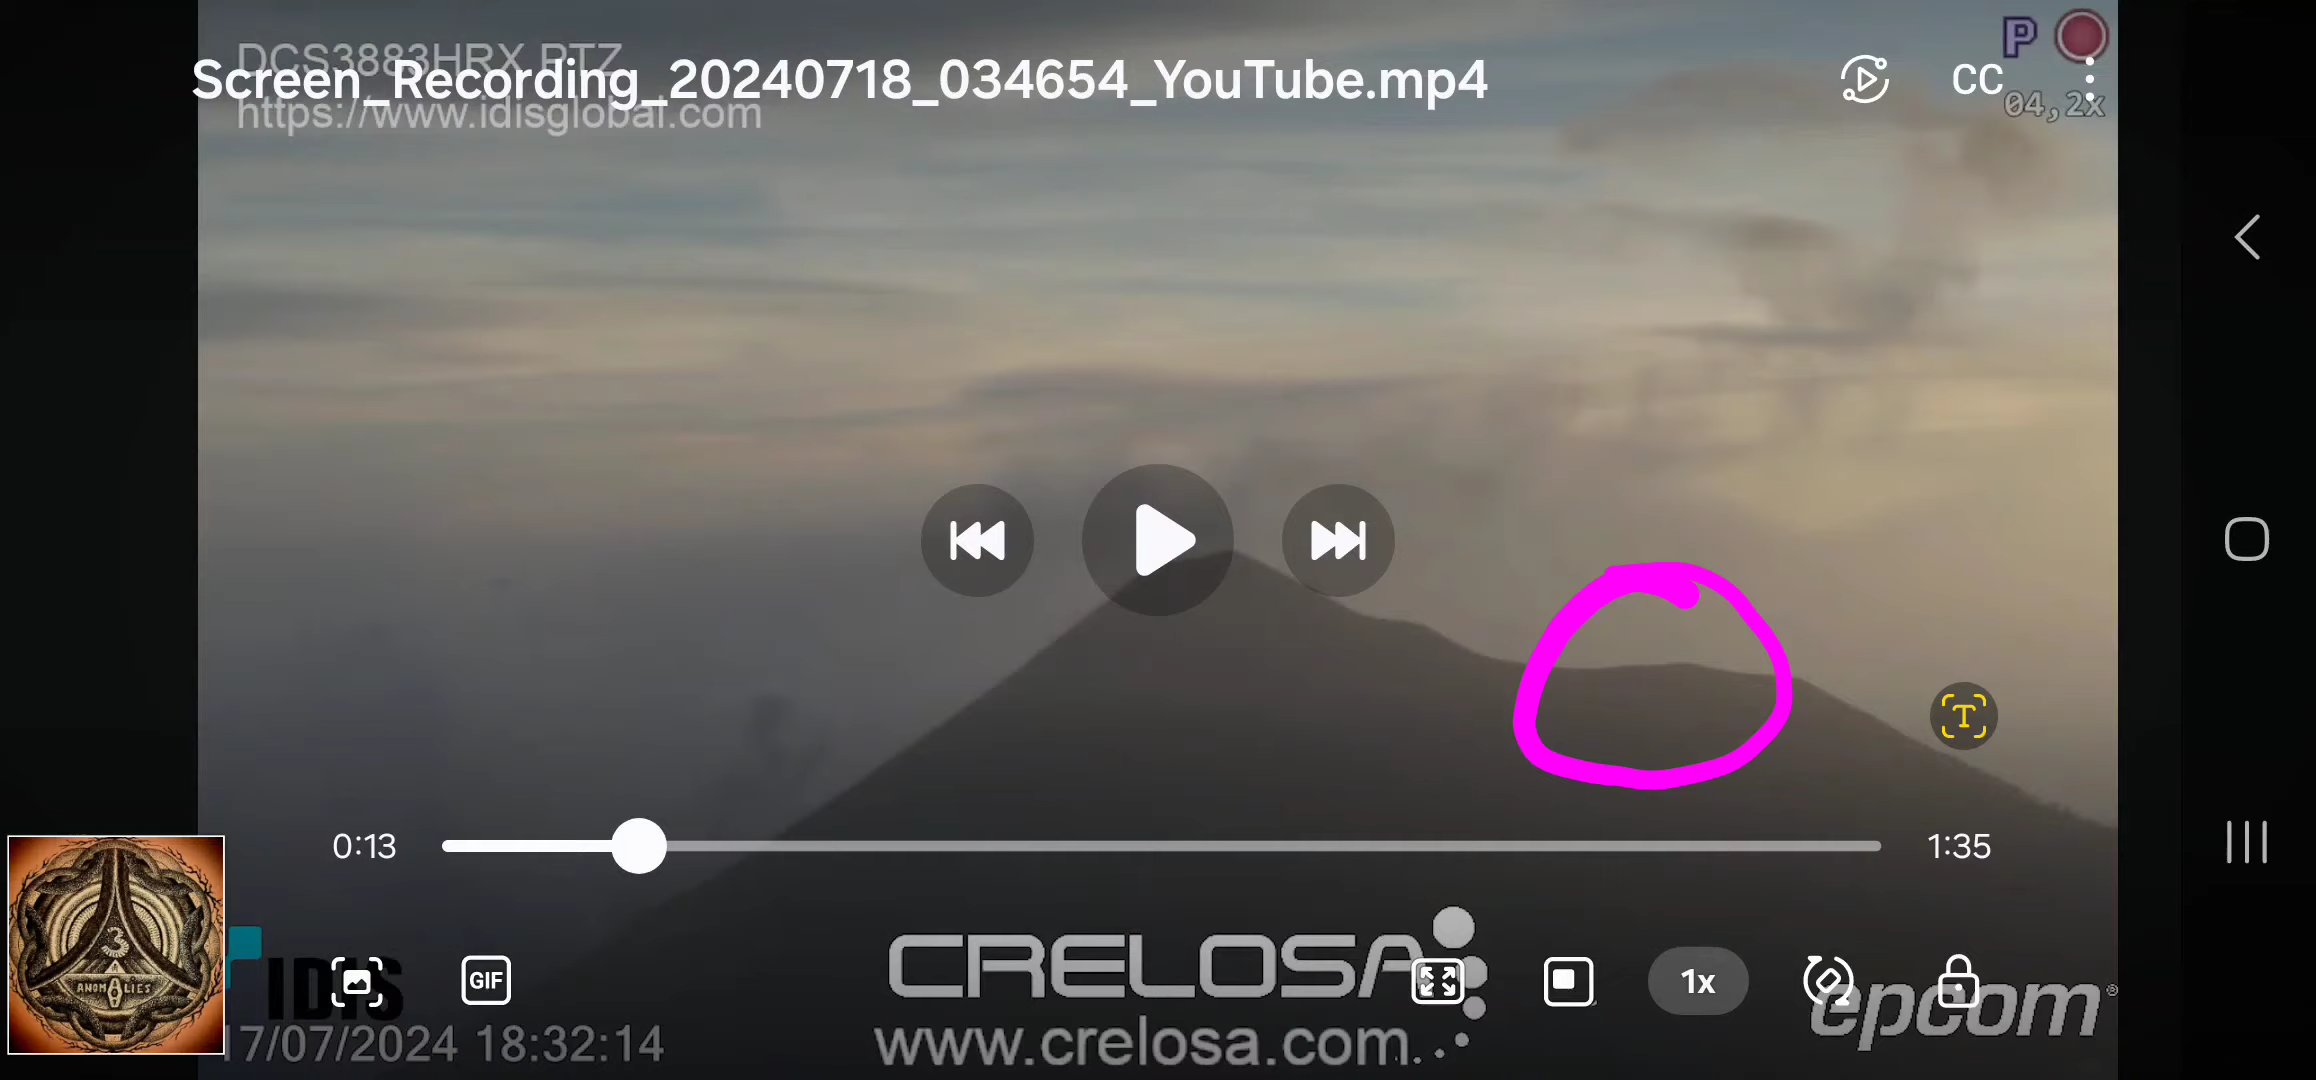 DCS3883HRX PTZ
Screen_Recording_20240718_034654_YouTube.mp4
https://www.idisglobal.com
P
CC
04,2x
T
0:13
1:35
3
ANOMALIES
IDIS
GIF
CRELOSA
1x
epcom®
17/07/2024 18:32:14
www.crelosa.com